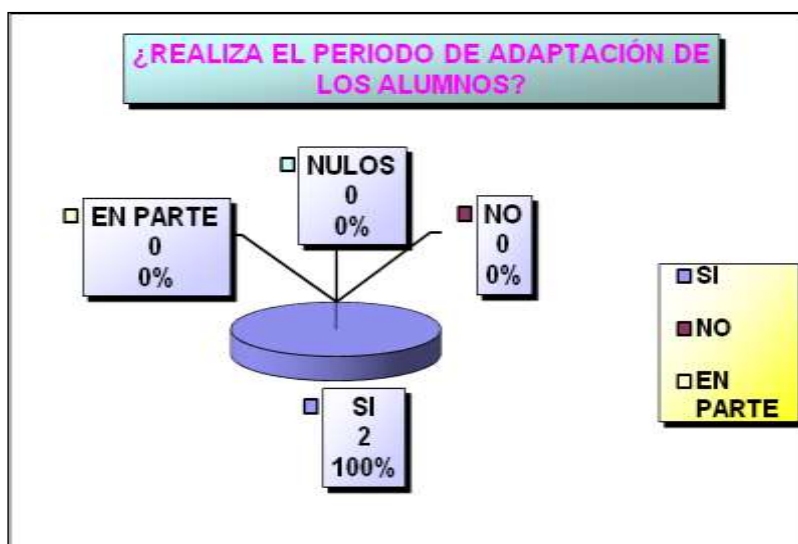 ¿REALIZA EL PERIODO DE ADAPTACIÓN DE
LOS ALUMNOS?
NULOS
0
0%
EN PARTE
0
0%
NO
0
0%
SI
2
100%
SI
NO
EN
PARTE